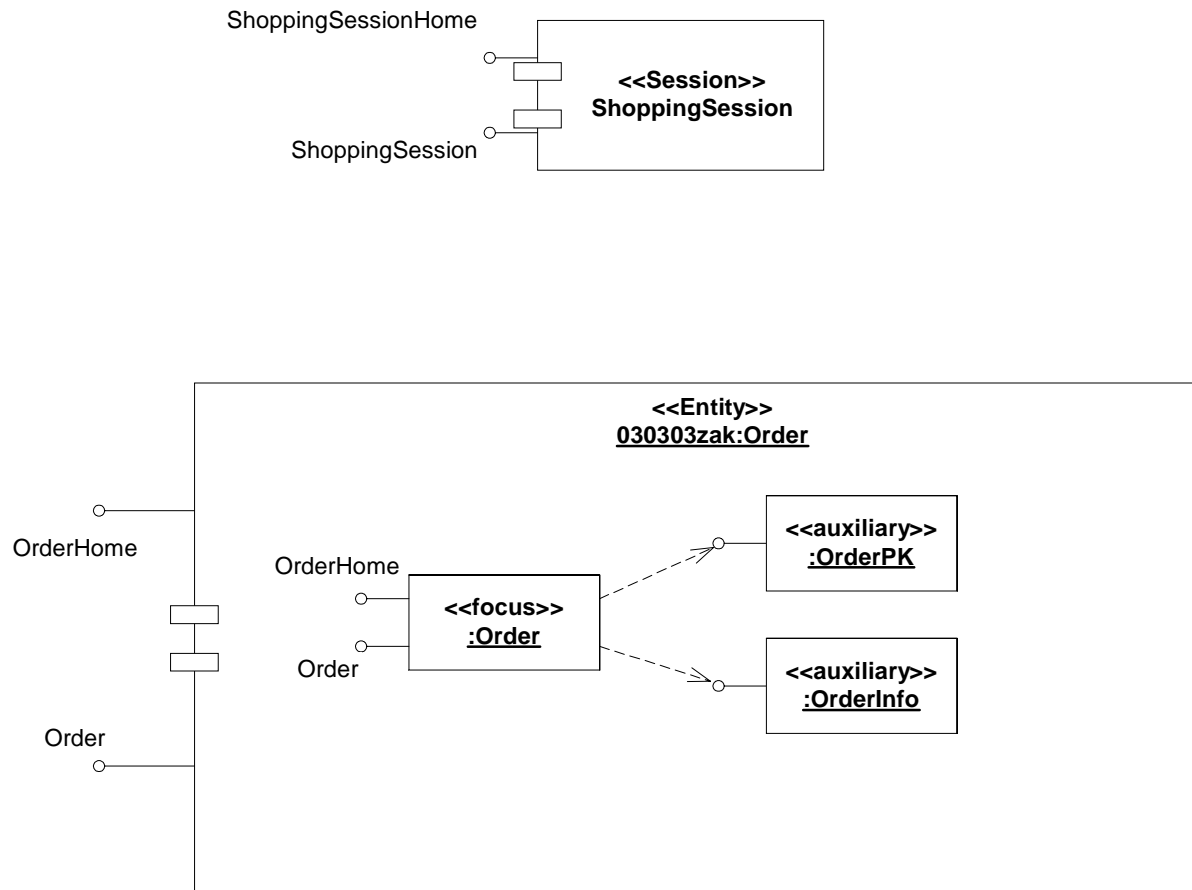 ShoppingSessionHome
<<Session>>
ShoppingSession
ShoppingSession
<<Entity>>
030303zak:Order
OrderHome
OrderHome
<<focus>>
:Order
Order
<<auxiliary>>
:OrderPK
<<auxiliary>>
:OrderInfo
Order